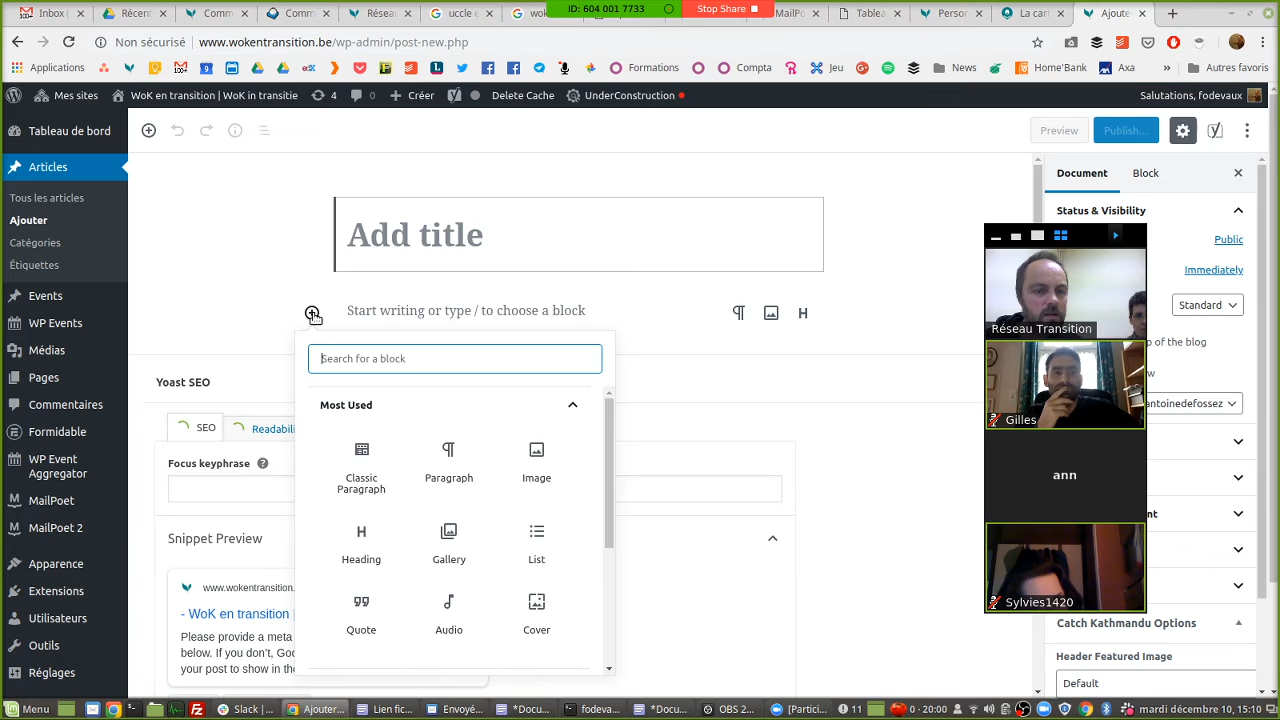 Inbox (
Récent
Comm
Comm
Réseau
uccle e
wok
MailPo
Tablea
Person
La cart
Ajoute
ID: 604 001 7733
Stop Share
Non sécurisé
www.wokentransition.be/wp-admin/post-new.php
Applications
Formations
Compta
Jeu
News
Home'Bank
Axa
»
Autres favoris
Mes sites
WoK en transition | WoK in transitie
4
0
Créer
Delete Cache
UnderConstruction
Salutations, fodevaux
Tableau de bord
Articles
Tous les articles
Ajouter
Catégories
Étiquettes
Events
WP Events
Médias
Pages
Commentaires
Formidable
WP Event
Aggregator
MailPoet
MailPoet 2
Apparence
Extensions
Utilisateurs
Outils
Réglages
Preview
Publish…
Add title
Start writing or type / to choose a block
Search for a block
Most Used
Classic
Paragraph
Paragraph
Image
Heading
Gallery
List
Quote
Audio
Cover
Yoast SEO
SEO
Readabili
Focus keyphrase
Snippet Preview
www.wokentransition.
- WoK en transition
Please provide a meta
below. If you don't, Goo
your post to show in the
Document
Block
Status & Visibility
Public
Immediately
Standard
p of the blog
w
antoinedefossez
ent
Catch Kathmandu Options
Header Featured Image
Default
Réseau Transition
Gilles
ann
Sylvies1420
Menu
Slack |...
Ajouter...
Lien fic...
Envoyé...
*Docu...
fodeva...
*Docu...
OBS 2...
[Partici...
11
0 - 20:00
mardi décembre 10, 15:10